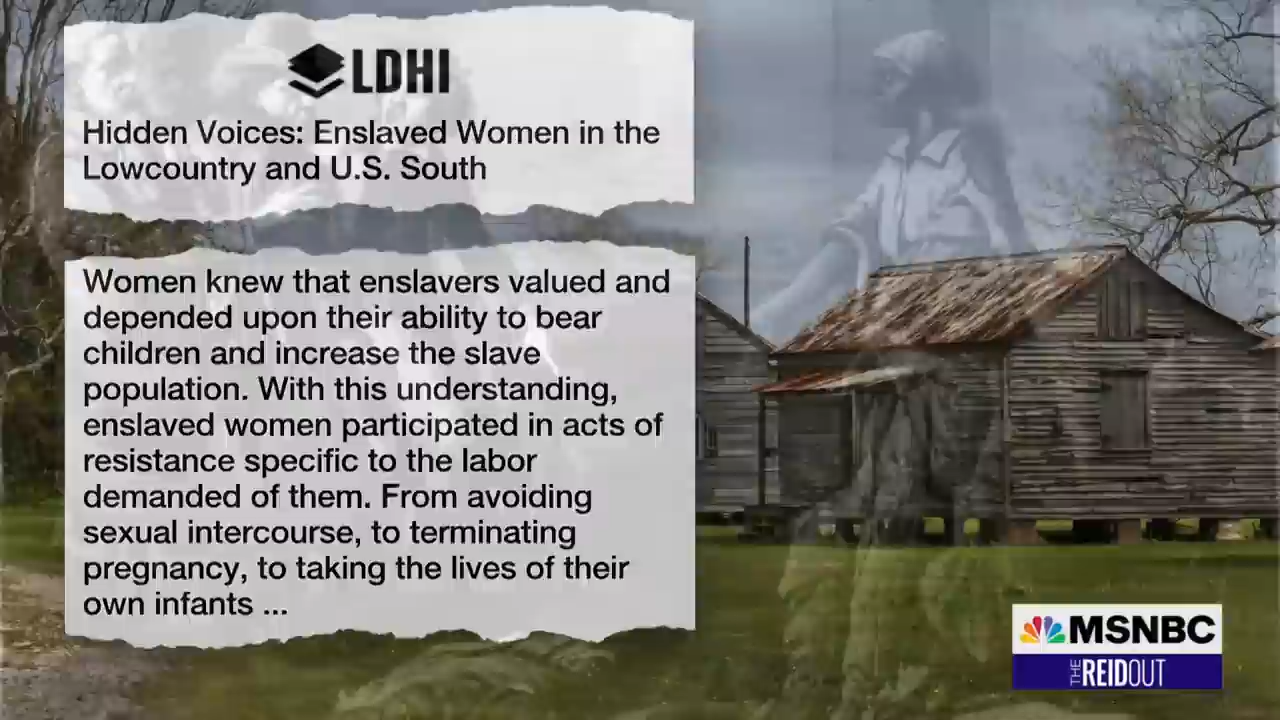 LDHI
Hidden Voices: Enslaved Women in the
Lowcountry and U.S. South
Women knew that enslavers valued and
depended upon their ability to bear
children and increase the slave
population. With this understanding,
enslaved women participated in acts of
resistance specific to the labor
demanded of them. From avoiding
sexual intercourse, to terminating
pregnancy, to taking the lives of their
own infants ...
MSNBC
THE REIDOUT